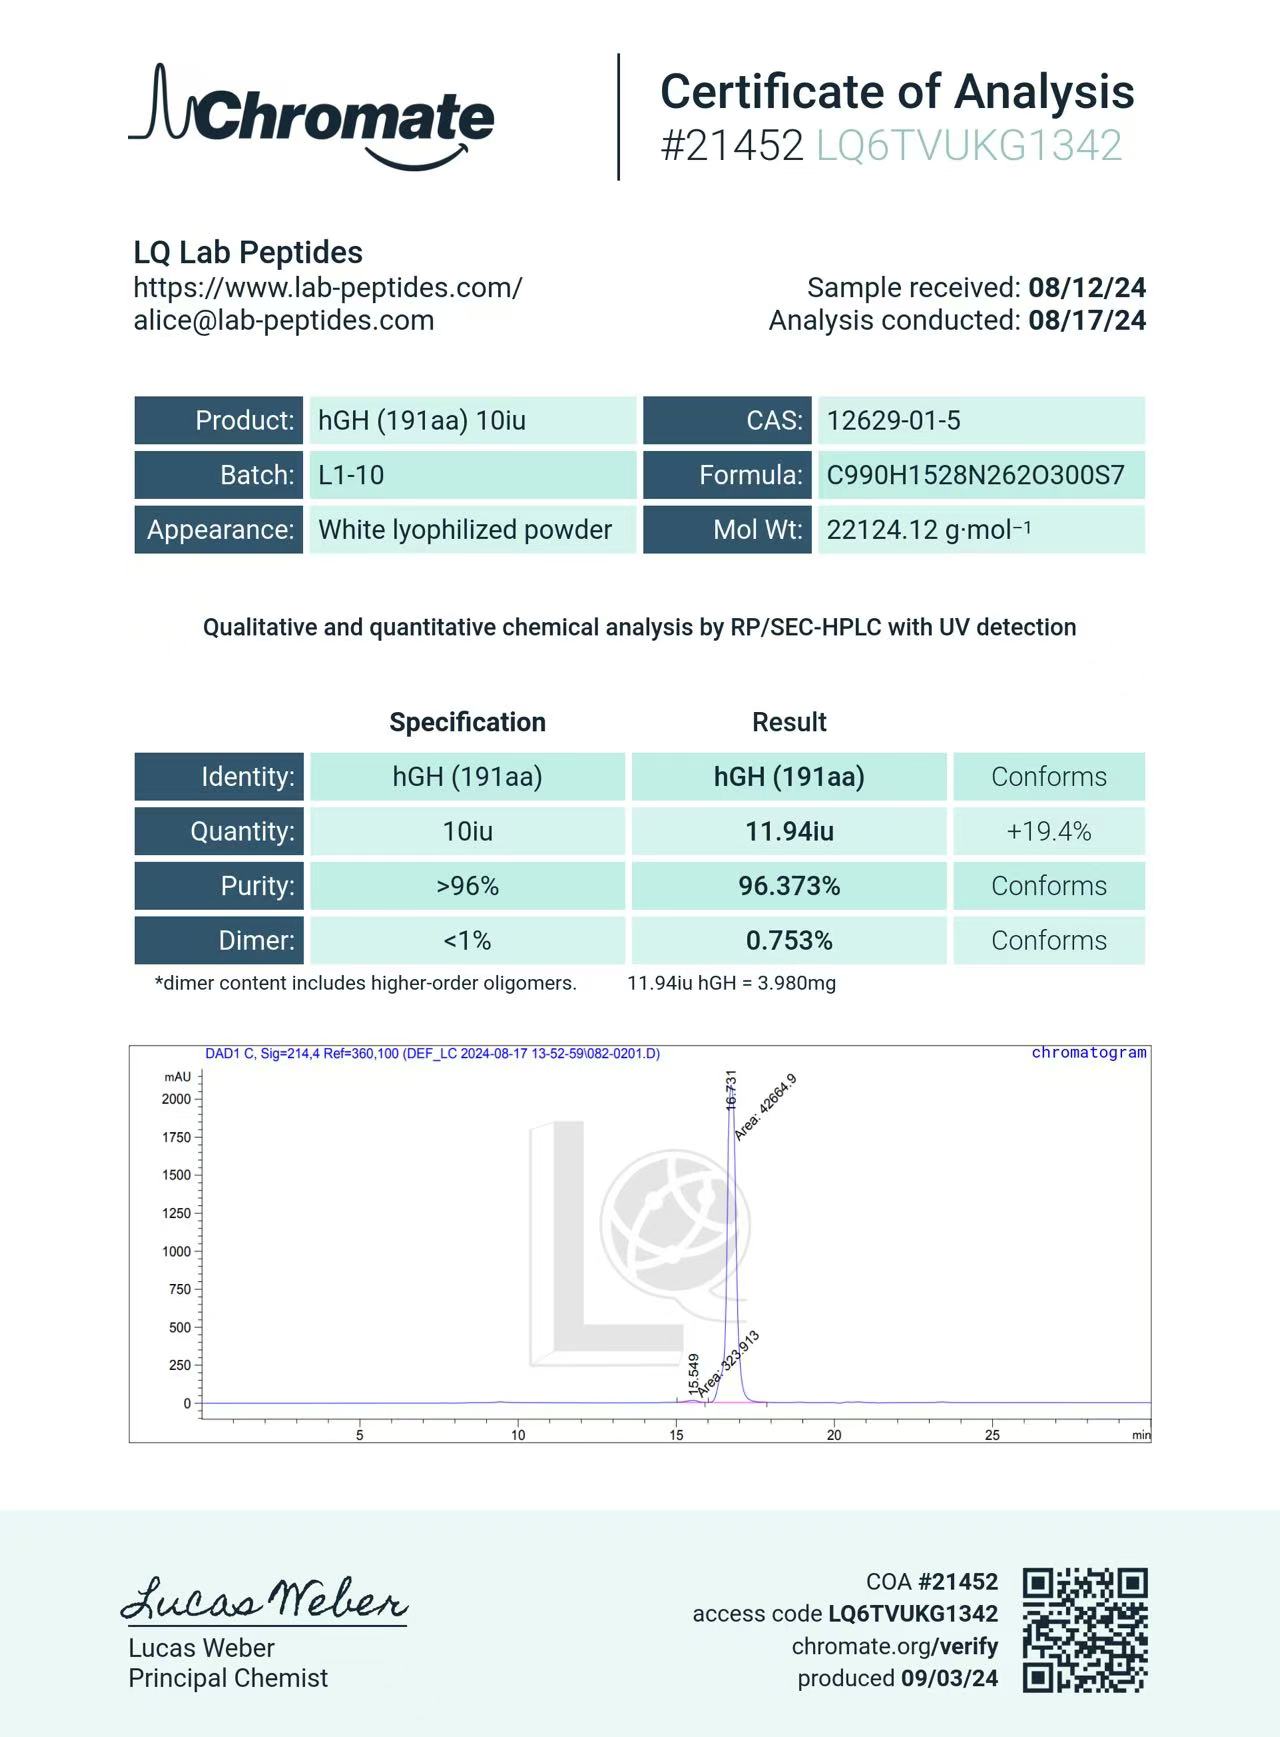 Chromate
Certificate of Analysis
#21452 LQ6TVUKG1342
LQ Lab Peptides
https://www.lab-peptides.com/
alice@lab-peptides.com
Sample received: 08/12/24
Analysis conducted: 08/17/24
Product: hGH (191aa) 10iu CAS: 12629-01-5
Batch: L1-10 Formula: C990H1528N262O300S7
Appearance: White lyophilized powder Mol Wt: 22124.12 g·mol⁻¹
Qualitative and quantitative chemical analysis by RP/SEC-HPLC with UV detection
Specification Result
Identity: hGH (191aa) hGH (191aa) Conforms
Quantity: 10iu 11.94iu +19.4%
Purity: >96% 96.373% Conforms
Dimer: <1% 0.753% Conforms
*dimer content includes higher-order oligomers. 11.94iu hGH = 3.980mg
DAD1 C, Sig=214,4 Ref=360,100 (DEF_LC 2024-08-17 13-52-59\082-0201.D) chromatogram
mAU
2000
1750
1500
1250
1000
750
500
250
0
16.731
Area: 42664.9
15.549
Area: 323.913
LQ
5 10 15 20 25 min
Lucas Weber
Lucas Weber
Principal Chemist
COA #21452
access code LQ6TVUKG1342
chromate.org/verify
produced 09/03/24